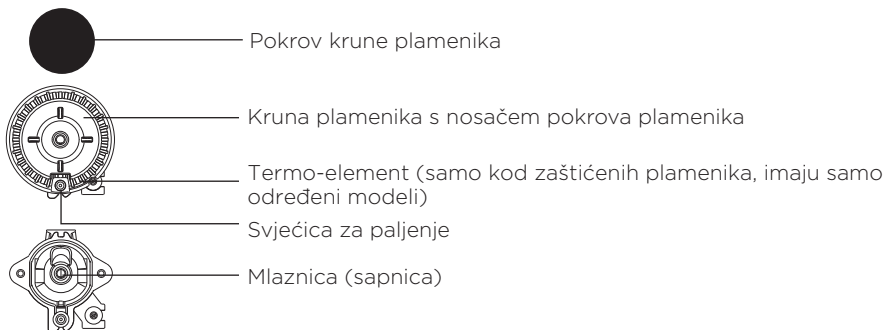 Pokrov krune plamenika
Kruna plamenika s nosačem pokrova plamenika
Termo-element (samo kod zaštićenih plamenika, imaju samo
određeni modeli)
Svjećica za paljenje
Mlaznica (sapnica)